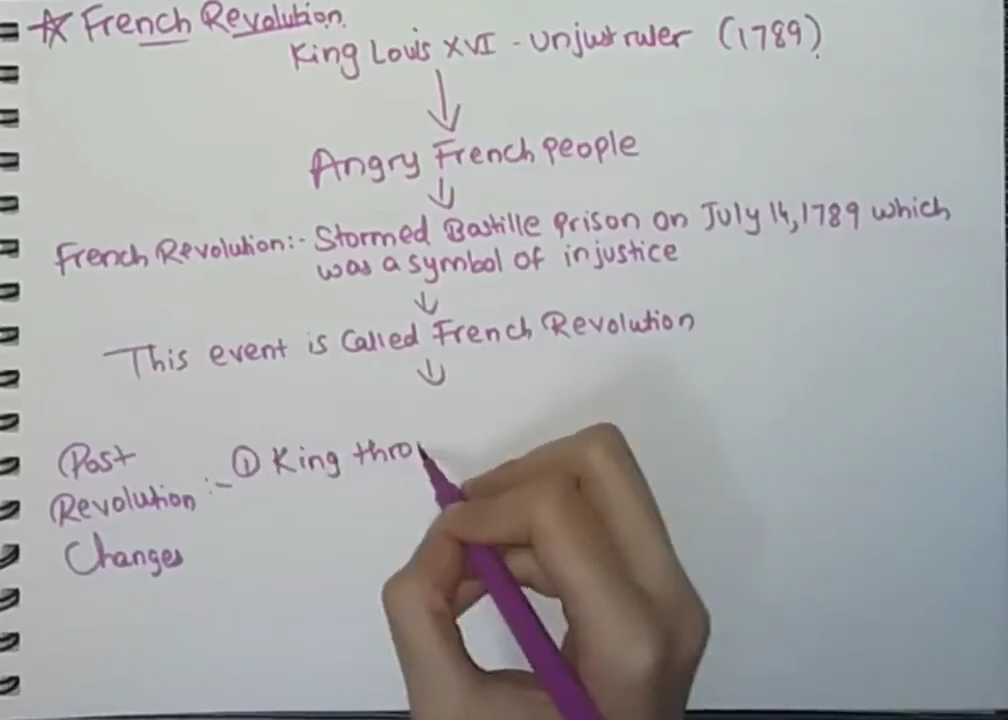 ☆ French Revolution.
King Louis XVI - Unjust ruler (1789)
Angry French people
French Revolution:- Stormed Bastille prison on July 14, 1789 which
was a symbol of injustice
This event is Called French Revolution
Post
Revolution :-
Changes
① King thro